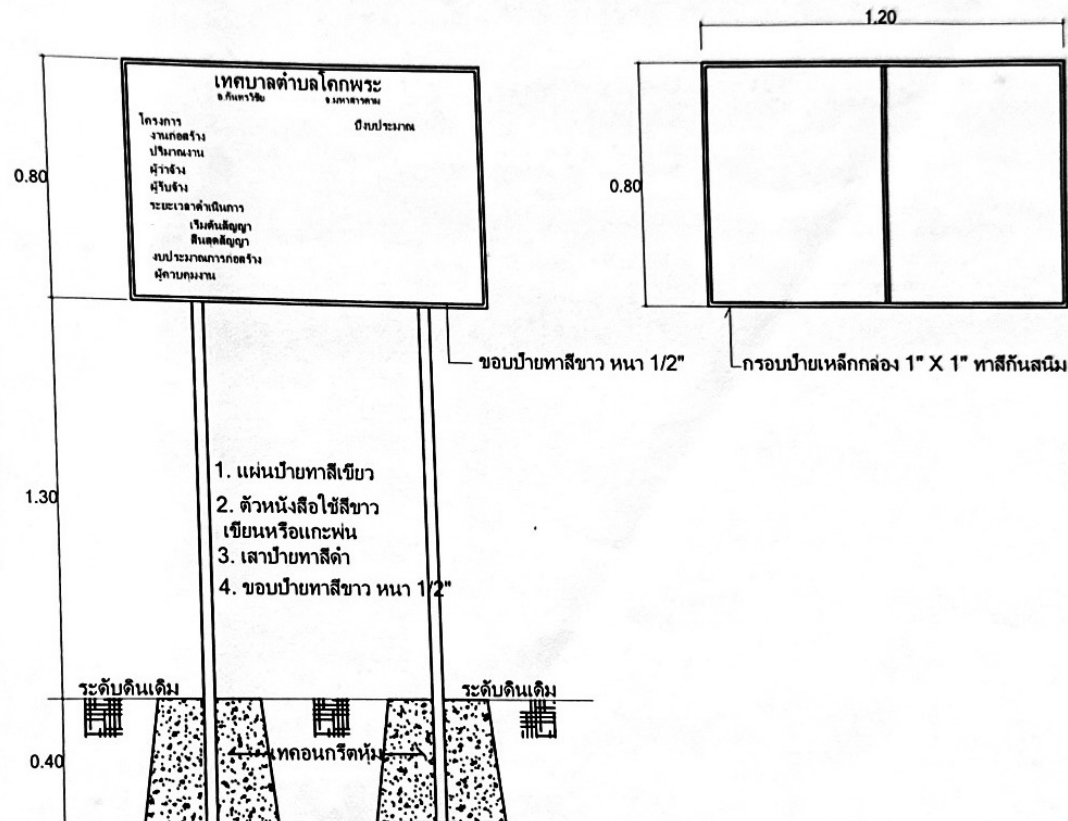 1.20
เทศบาลตำบลโคกพระ
อ.กันทรวิชัย จ.มหาสารคาม
โครงการ ปีงบประมาณ
งานก่อสร้าง
ปริมาณงาน
ผู้ว่าจ้าง
ผู้รับจ้าง
ระยะเวลาดำเนินการ
เริ่มต้นสัญญา
สิ้นสุดสัญญา
งบประมาณการก่อสร้าง
ผู้ควบคุมงาน
0.80
0.80
ขอบป้ายทาสีขาว หนา 1/2"
กรอบป้ายเหล็กกล่อง 1" X 1" ทาสีกันสนิม
1.30
1. แผ่นป้ายทาสีเขียว
2. ตัวหนังสือใช้สีขาว
เขียนหรือแกะพ่น
3. เสาป้ายทาสีดำ
4. ขอบป้ายทาสีขาว หนา 1/2"
ระดับดินเดิม
ระดับดินเดิม
0.40
เทคอนกรีตหุ้ม